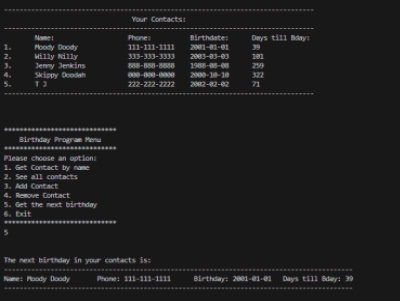 --------------------------------------------------------------------------------
Your Contacts:
--------------------------------------------------------------------------------
Name: Phone: Birthdate: Days till Bday:
1. Moody Doody 111-111-1111 2001-01-01 39
2. Willy Nilly 333-333-3333 2003-03-03 101
3. Jenny Jenkins 888-888-8888 1988-08-08 259
4. Skippy Doodah 000-000-0000 2000-10-10 322
5. T J 222-222-2222 2002-02-02 71
--------------------------------------------------------------------------------
*****************************
Birthday Program Menu
*****************************
Please choose an option:
1. Get Contact by name
2. See all contacts
3. Add Contact
4. Remove Contact
5. Get the next birthday
6. Exit
*****************************
5
The next birthday in your contacts is:
--------------------------------------------------------------------------------
Name: Moody Doody Phone: 111-111-1111 Birthday: 2001-01-01 Days till Bday: 39
--------------------------------------------------------------------------------